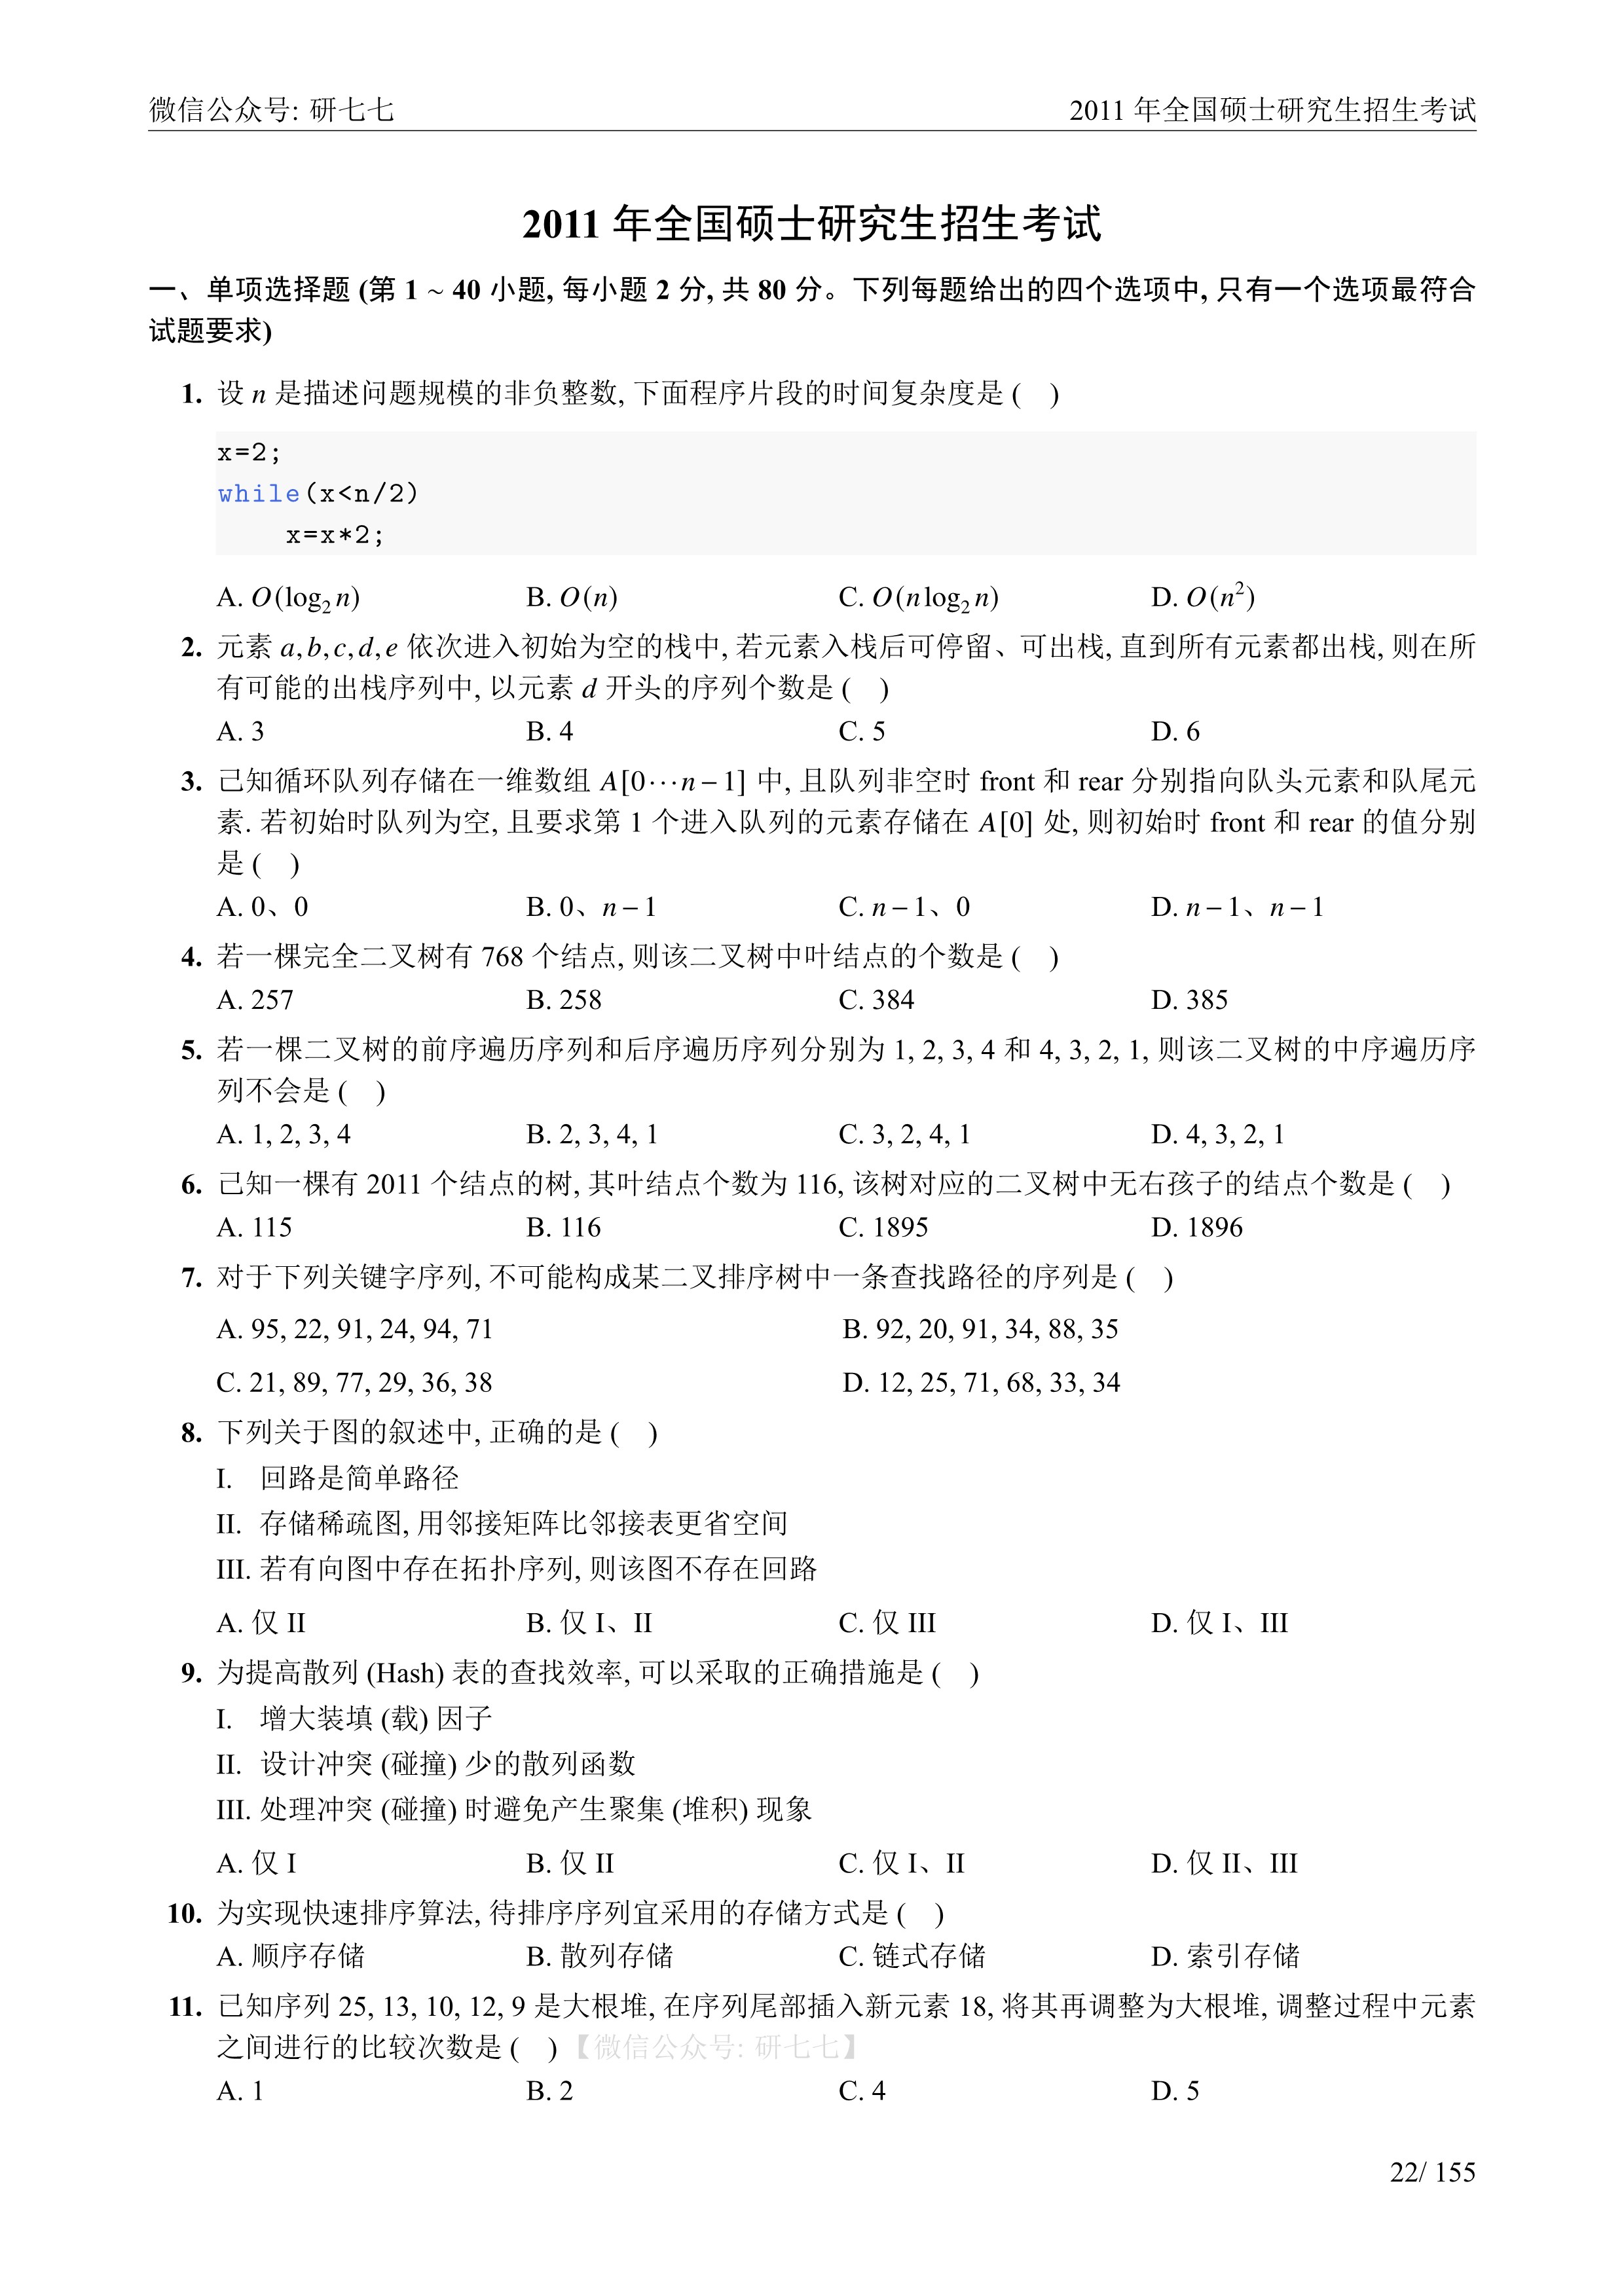 微信公众号: 研七七
2011 年全国硕士研究生招生考试
2011 年全国硕士研究生招生考试
一、单项选择题 (第 1 ~ 40 小题, 每小题 2 分, 共 80 分。下列每题给出的四个选项中, 只有一个选项最符合
试题要求)
1. 设 n 是描述问题规模的非负整数, 下面程序片段的时间复杂度是 ( )
x=2;
while(x<n/2)
x=x*2;
A. O(log₂ n) B. O(n) C. O(n log₂ n) D. O(n²)
2. 元素 a,b,c,d,e 依次进入初始为空的栈中, 若元素入栈后可停留、可出栈, 直到所有元素都出栈, 则在所
有可能的出栈序列中, 以元素 d 开头的序列个数是 ( )
A. 3 B. 4 C. 5 D. 6
3. 己知循环队列存储在一维数组 A[0⋯n−1] 中, 且队列非空时 front 和 rear 分别指向队头元素和队尾元
素. 若初始时队列为空, 且要求第 1 个进入队列的元素存储在 A[0] 处, 则初始时 front 和 rear 的值分别
是 ( )
A. 0、0 B. 0、n−1 C. n−1、0 D. n−1、n−1
4. 若一棵完全二叉树有 768 个结点, 则该二叉树中叶结点的个数是 ( )
A. 257 B. 258 C. 384 D. 385
5. 若一棵二叉树的前序遍历序列和后序遍历序列分别为 1, 2, 3, 4 和 4, 3, 2, 1, 则该二叉树的中序遍历序
列不会是 ( )
A. 1, 2, 3, 4 B. 2, 3, 4, 1 C. 3, 2, 4, 1 D. 4, 3, 2, 1
6. 己知一棵有 2011 个结点的树, 其叶结点个数为 116, 该树对应的二叉树中无右孩子的结点个数是 ( )
A. 115 B. 116 C. 1895 D. 1896
7. 对于下列关键字序列, 不可能构成某二叉排序树中一条查找路径的序列是 ( )
A. 95, 22, 91, 24, 94, 71 B. 92, 20, 91, 34, 88, 35
C. 21, 89, 77, 29, 36, 38 D. 12, 25, 71, 68, 33, 34
8. 下列关于图的叙述中, 正确的是 ( )
I. 回路是简单路径
II. 存储稀疏图, 用邻接矩阵比邻接表更省空间
III. 若有向图中存在拓扑序列, 则该图不存在回路
A. 仅 II B. 仅 I、II C. 仅 III D. 仅 I、III
9. 为提高散列 (Hash) 表的查找效率, 可以采取的正确措施是 ( )
I. 增大装填 (载) 因子
II. 设计冲突 (碰撞) 少的散列函数
III. 处理冲突 (碰撞) 时避免产生聚集 (堆积) 现象
A. 仅 I B. 仅 II C. 仅 I、II D. 仅 II、III
10. 为实现快速排序算法, 待排序序列宜采用的存储方式是 ( )
A. 顺序存储 B. 散列存储 C. 链式存储 D. 索引存储
11. 已知序列 25, 13, 10, 12, 9 是大根堆, 在序列尾部插入新元素 18, 将其再调整为大根堆, 调整过程中元素
之间进行的比较次数是 ( ) 【微信公众号: 研七七】
A. 1 B. 2 C. 4 D. 5
22/ 155